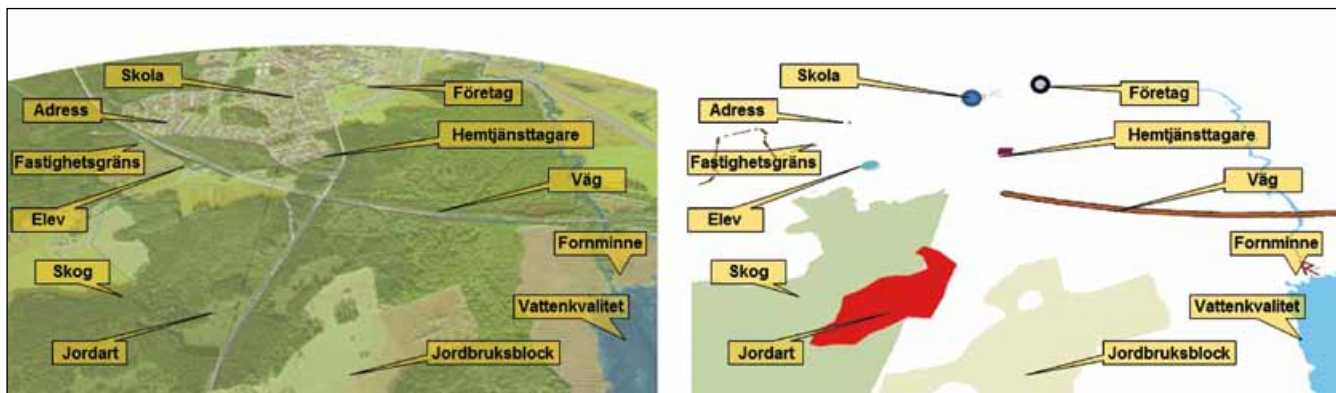 Skola
Företag
Adress
Hemtjänsttagare
Fastighetsgräns
Väg
Elev
Fornminne
Skog
Vattenkvalitet
Jordart
Jordbruksblock
Skola
Företag
Adress
Hemtjänsttagare
Fastighetsgräns
Väg
Elev
Fornminne
Skog
Vattenkvalitet
Jordart
Jordbruksblock